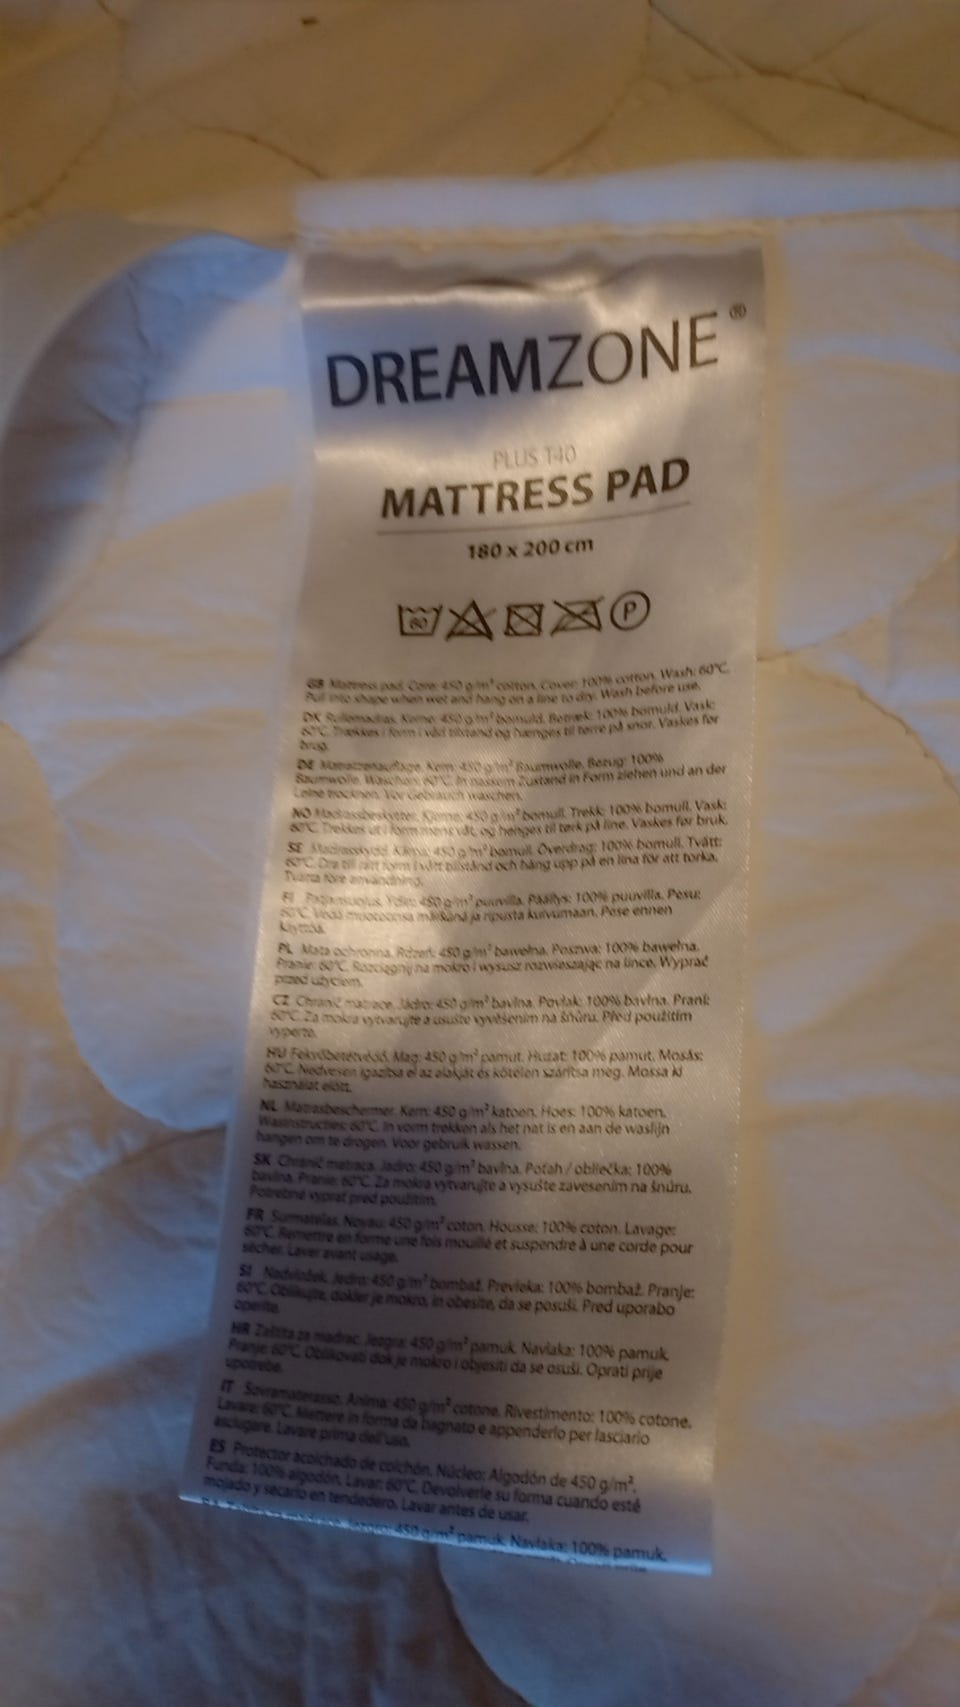 DREAMZONE®
PLUS T40
MATTRESS PAD
180 x 200 cm
60
P
GB Mattress pad. Core: 450 g/m² cotton. Cover: 100% cotton. Wash: 60°C.
Pull into shape when wet and hang on a line to dry. Wash before use.
DK Rullemadras. Kerne: 450 g/m² bomuld. Betræk: 100% bomuld. Vask:
60°C. Trækkes i form i våd tilstand og hænges til tørre på snor. Vaskes før
brug.
DE Matratzenauflage. Kern: 450 g/m² Baumwolle. Bezug: 100%
Baumwolle. Waschen: 60°C. In nassem Zustand in Form ziehen und an der
Leine trocknen. Vor Gebrauch waschen.
NO Madrassbeskytter. Kjerne: 450 g/m² bomull. Trekk: 100% bomull. Vask:
60°C. Trekkes ut i form mens våt, og henges til tørk på line. Vaskes før bruk.
SE Madrasskydd. Kärna: 450 g/m² bomull. Överdrag: 100% bomull. Tvätt:
60°C. Dra till rätt form i vått tillstånd och häng upp på en lina för att torka.
Tvätta före användning.
FI Patjansuojus. Ydin: 450 g/m² puuvilla. Päällys: 100% puuvilla. Pesu:
60°C. Vedä muotoonsa märkänä ja ripusta kuivumaan. Pese ennen
käyttöä.
PL Mata ochronna. Rdzeń: 450 g/m² bawełna. Poszwa: 100% bawełna.
Pranie: 60°C. Rozciągnij na mokro i wysusz rozwieszając na lince. Wyprać
przed użyciem.
CZ Chránič matrace. Jádro: 450 g/m² bavlna. Povlak: 100% bavlna. Praní:
60°C. Za mokra vytvarujte a usušte vyvěšením na šňůru. Před použitím
vyperte.
HU Fekvőbetétvédő. Mag: 450 g/m² pamut. Huzat: 100% pamut. Mosás:
60°C. Nedvesen igazítsa el az alakját és kötélen szárítsa meg. Mossa ki
használat előtt.
NL Matrasbeschermer. Kern: 450 g/m² katoen. Hoes: 100% katoen.
Wasinstructies: 60°C. In vorm trekken als het nat is en aan de waslijn
hangen om te drogen. Voor gebruik wassen.
SK Chránič matraca. Jadro: 450 g/m² bavlna. Poťah / obliečka: 100%
bavlna. Pranie: 60°C. Za mokra vytvarujte a vysušte zavesením na šnúru.
Potrebné vyprať pred použitím.
FR Surmatelas. Noyau: 450 g/m² coton. Housse: 100% coton. Lavage:
60°C. Remettre en forme une fois mouillé et suspendre à une corde pour
sécher. Laver avant usage.
SI Nadvložek. Jedro: 450 g/m² bombaž. Prevleka: 100% bombaž. Pranje:
60°C. Oblikujte, dokler je mokro, in obesite, da se posuši. Pred uporabo
operite.
HR Zaštita za madrac. Jezgra: 450 g/m² pamuk. Navlaka: 100% pamuk.
Pranje: 60°C. Oblikovati dok je mokro i objesiti da se osuši. Oprati prije
upotrebe.
IT Sovramaterasso. Anima: 450 g/m² cotone. Rivestimento: 100% cotone.
Lavare: 60°C. Mettere in forma da bagnato e appenderlo per lasciarlo
asciugare. Lavare prima dell'uso.
ES Protector acolchado de colchón. Núcleo: Algodón de 450 g/m².
Funda: 100% algodón. Lavar: 60°C. Devolverle su forma cuando esté
mojado y secarlo en tendedero. Lavar antes de usar.
450 g/m² pamuk. Navlaka: 100% pamuk.